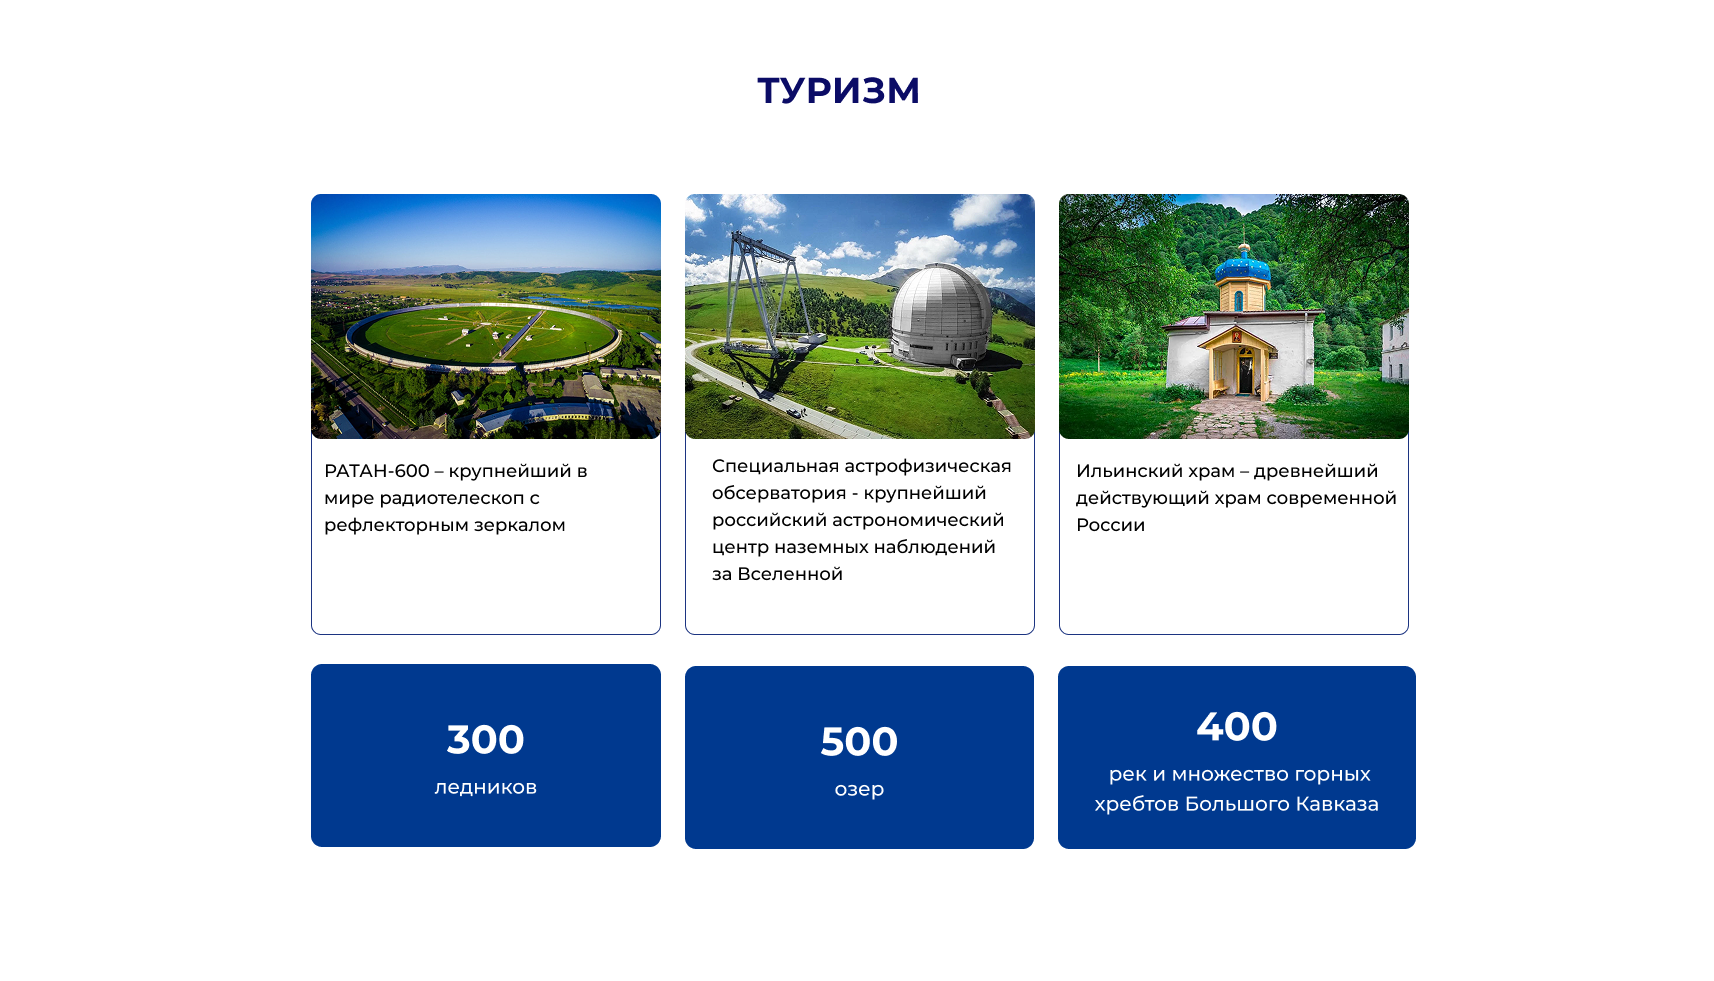 ТУРИЗМ
РАТАН-600 – крупнейший в
мире радиотелескоп с
рефлекторным зеркалом
Специальная астрофизическая
обсерватория - крупнейший
российский астрономический
центр наземных наблюдений
за Вселенной
Ильинский храм – древнейший
действующий храм современной
России
300
ледников
500
озер
400
рек и множество горных
хребтов Большого Кавказа